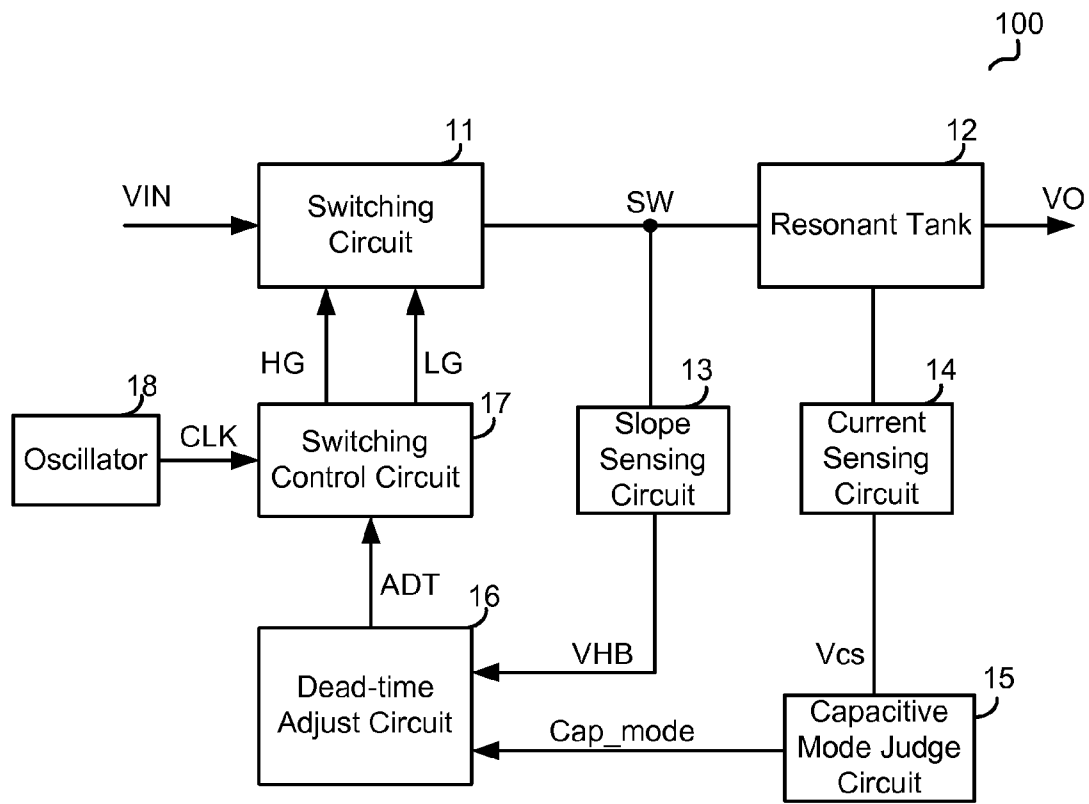 100
11
12
VIN
Switching
Circuit
SW
Resonant Tank
VO
HG
LG
18
Oscillator
CLK
17
Switching
Control Circuit
13
Slope
Sensing
Circuit
14
Current
Sensing
Circuit
ADT
16
Dead-time
Adjust Circuit
VHB
Vcs
Cap_mode
15
Capacitive
Mode Judge
Circuit